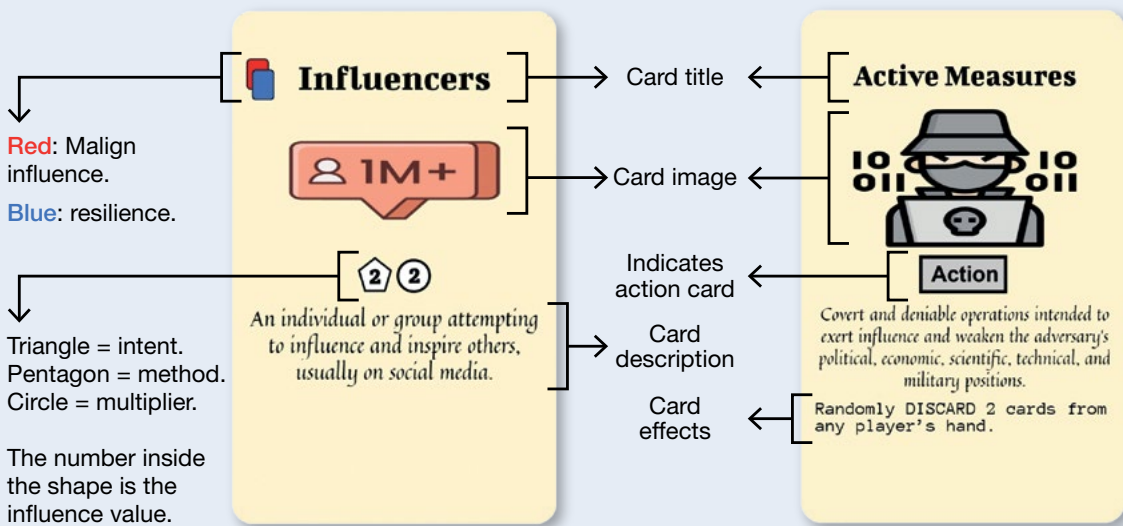 Influencers
Card title
Active Measures
Red: Malign
influence.
Blue: resilience.
1M+
Card image
10
011
10
011
2 2
Indicates
action card
Action
An individual or group attempting
to influence and inspire others,
usually on social media.
Card
description
Covert and deniable operations intended to
exert influence and weaken the adversary's
political, economic, scientific, technical, and
military positions.
Triangle = intent.
Pentagon = method.
Circle = multiplier.
Card
effects
Randomly DISCARD 2 cards from
any player's hand.
The number inside
the shape is the
influence value.